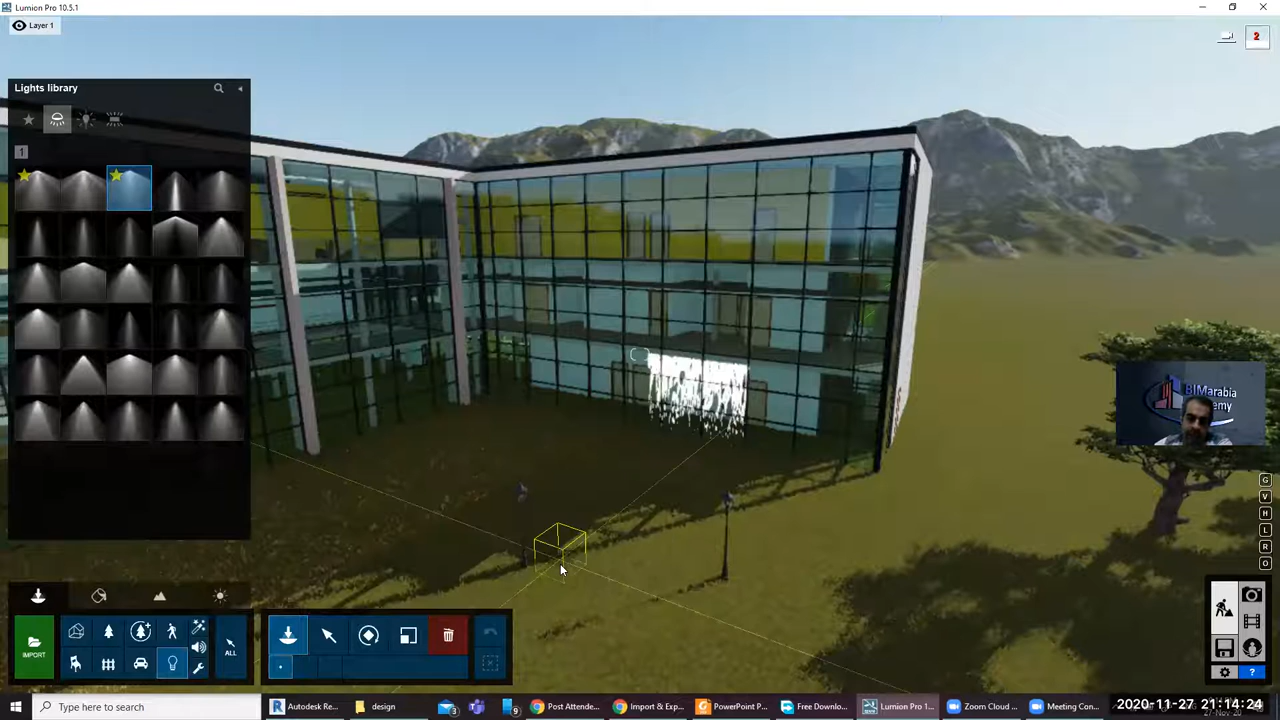 Lumion Pro 10.5.1
Layer 1
2
Lights library
1
BIMarabia
G
V
H
I
R
O
IMPORT
ALL
?
Type here to search
Autodesk Re...
design
3
9
Post Attende...
Import & Exp...
PowerPoint P...
Free Downlo...
Lumion Pro 1...
Zoom Cloud ...
Meeting Con...
2020-11-27 21:14:24